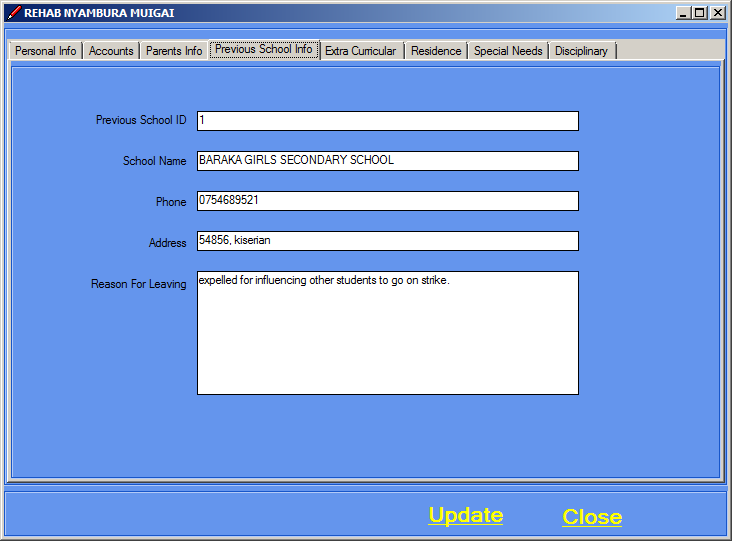 REHAB NYAMBURA MUIGAI
Personal Info Accounts Parents Info Previous School Info Extra Curricular Residence Special Needs Disciplinary
Previous School ID 1
School Name BARAKA GIRLS SECONDARY SCHOOL
Phone 0754689521
Address 54856, kiserian
Reason For Leaving expelled for influencing other students to go on strike.
Update Close